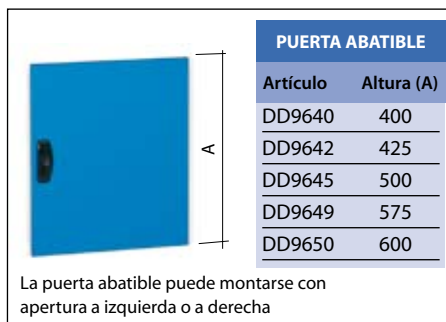 PUERTA ABATIBLE
Artículo Altura (A)
DD9640 400
DD9642 425
DD9645 500
DD9649 575
DD9650 600
A
La puerta abatible puede montarse con
apertura a izquierda o a derecha